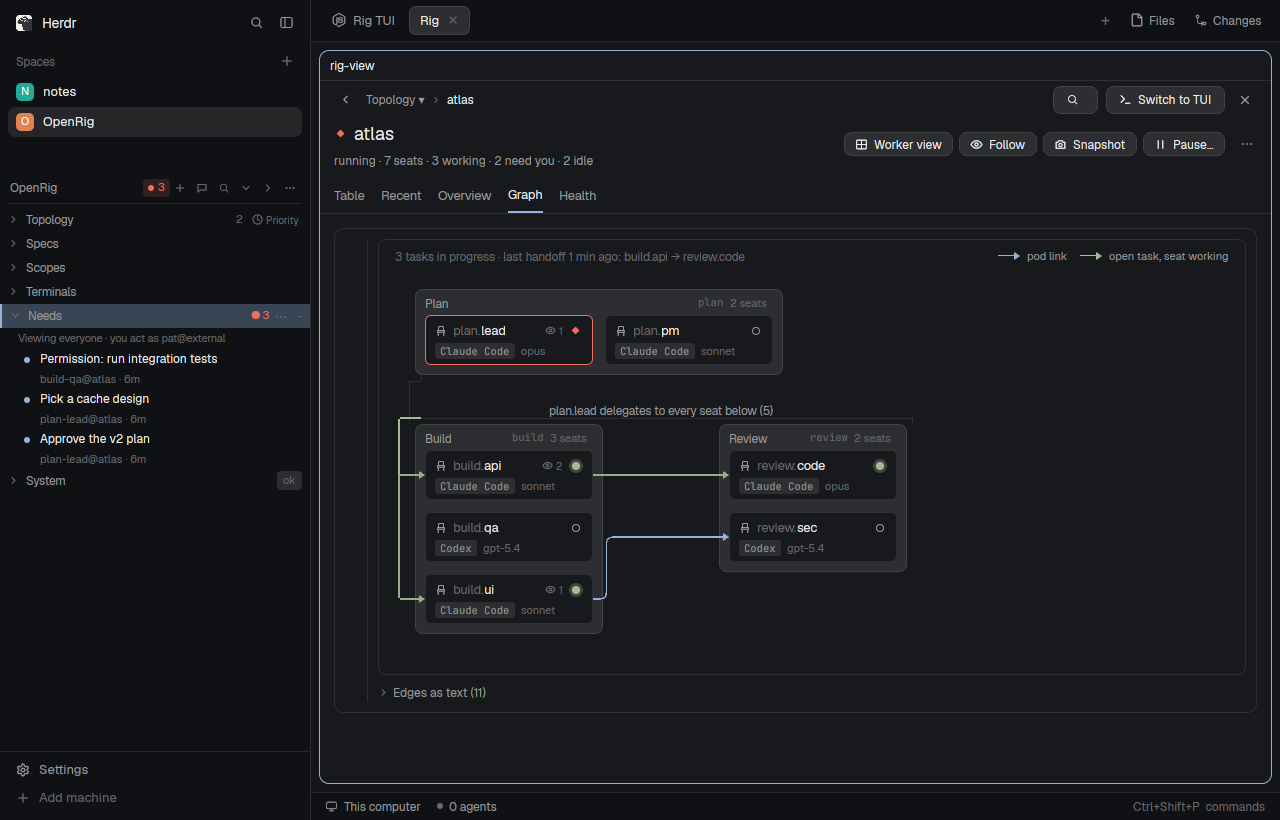 Herdr
Spaces
N notes
O OpenRig
OpenRig 3
Topology 2 Priority
Specs
Scopes
Terminals
Needs 3
Viewing everyone · you act as pat@external
Permission: run integration tests
build-qa@atlas · 6m
Pick a cache design
plan-lead@atlas · 6m
Approve the v2 plan
plan-lead@atlas · 6m
System ok
Settings
Add machine
Rig TUI Rig Files Changes
rig-view
Topology ▾ › atlas Switch to TUI
atlas
Worker view Follow Snapshot Pause…
running · 7 seats · 3 working · 2 need you · 2 idle
Table Recent Overview Graph Health
3 tasks in progress · last handoff 1 min ago: build.api → review.code
pod link open task, seat working
Plan plan 2 seats
plan.lead 1
Claude Code opus
plan.pm
Claude Code sonnet
plan.lead delegates to every seat below (5)
Build build 3 seats
build.api 2
Claude Code sonnet
build.qa
Codex gpt-5.4
build.ui 1
Claude Code sonnet
Review review 2 seats
review.code
Claude Code opus
review.sec
Codex gpt-5.4
Edges as text (11)
This computer 0 agents
Ctrl+Shift+P commands